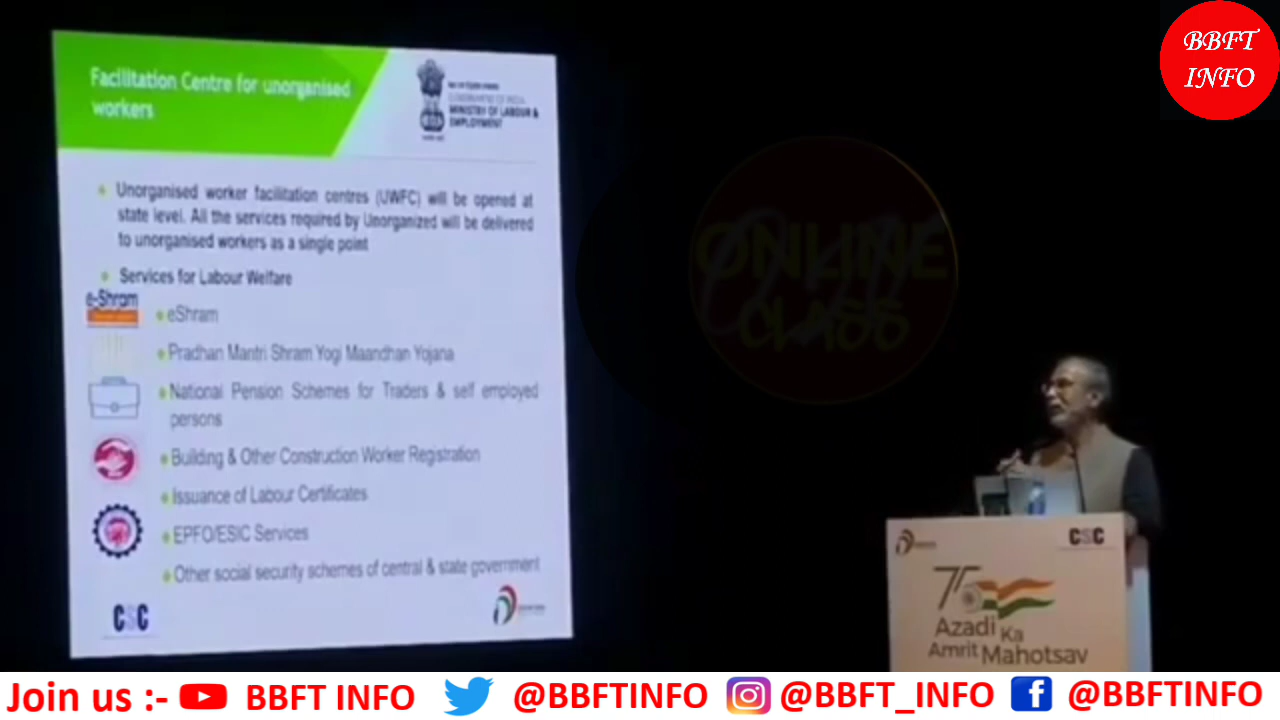 BBFT
INFO
Facilitation Centre for unorganised
workers
GOVERNMENT OF INDIA
MINISTRY OF LABOUR &
EMPLOYMENT
Unorganised worker facilitation centres (UWFC) will be opened at
state level. All the services required by Unorganized will be delivered
to unorganised workers as a single point
Services for Labour Welfare
e-Shram
eShram
Pradhan Mantri Shram Yogi Maandhan Yojana
National Pension Schemes for Traders & self employed
persons
Building & Other Construction Worker Registration
Issuance of Labour Certificates
EPFO/ESIC Services
Other social security schemes of central & state government
CSC
ONLINE
CLASS
CSC
75
Azadi Ka
Amrit Mahotsav
Join us :- BBFT INFO @BBFTINFO @BBFT_INFO @BBFTINFO